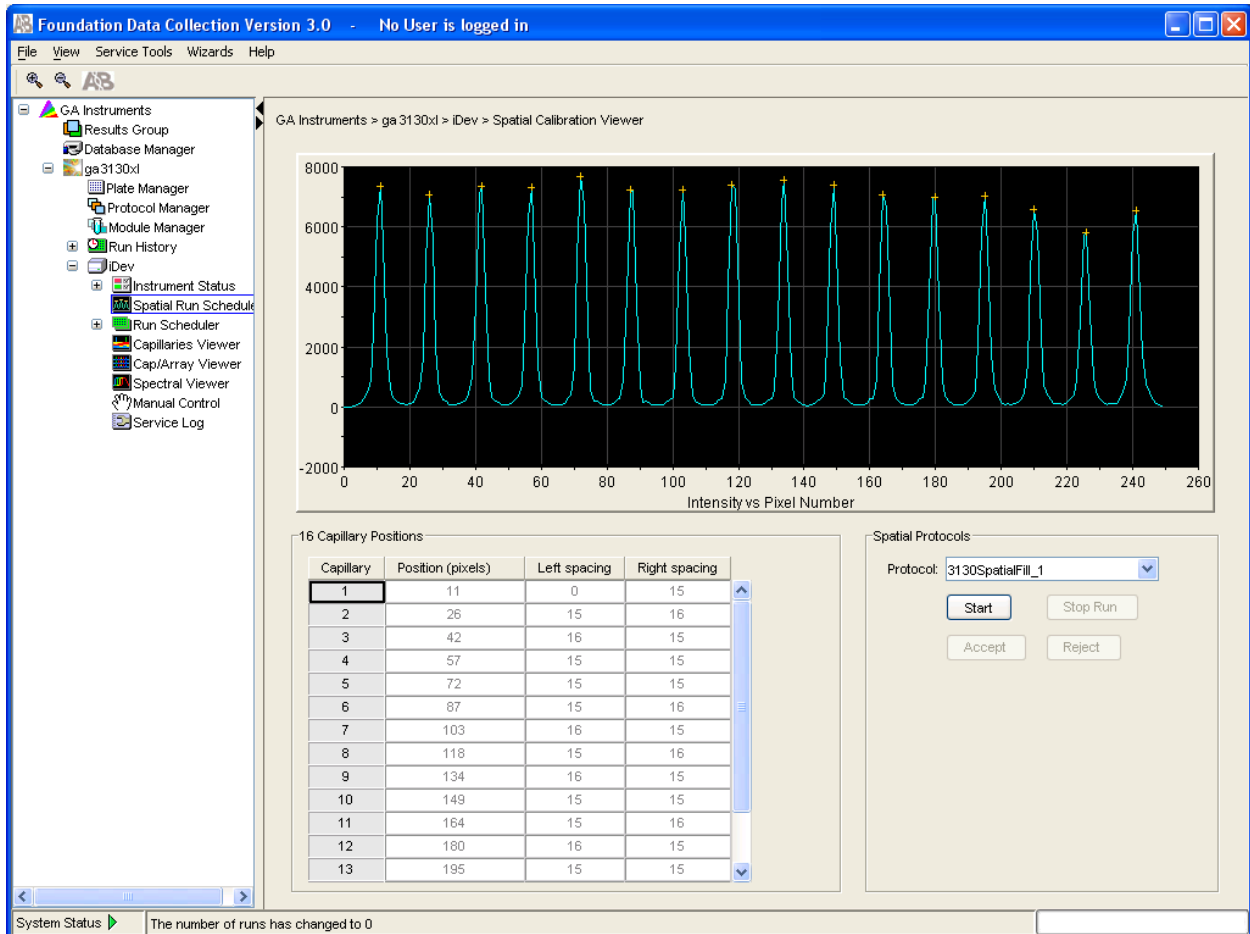 Foundation Data Collection Version 3.0 - No User is logged in
File View Service Tools Wizards Help
AB
GA Instruments
Results Group
Database Manager
ga3130xl
Plate Manager
Protocol Manager
Module Manager
Run History
iDev
Instrument Status
Spatial Run Schedule
Run Scheduler
Capillaries Viewer
Cap/Array Viewer
Spectral Viewer
Manual Control
Service Log
GA Instruments > ga 3130xl > iDev > Spatial Calibration Viewer
8000
6000
4000
2000
0
-2000
0 20 40 60 80 100 120 140 160 180 200 220 240 260
Intensity vs Pixel Number
16 Capillary Positions
Capillary Position (pixels) Left spacing Right spacing
1 11 0 15
2 26 15 16
3 42 16 15
4 57 15 15
5 72 15 15
6 87 15 16
7 103 16 15
8 118 15 16
9 134 16 15
10 149 15 15
11 164 15 16
12 180 16 15
13 195 15 15
Spatial Protocols
Protocol: 3130SpatialFill_1
Start Stop Run
Accept Reject
System Status The number of runs has changed to 0